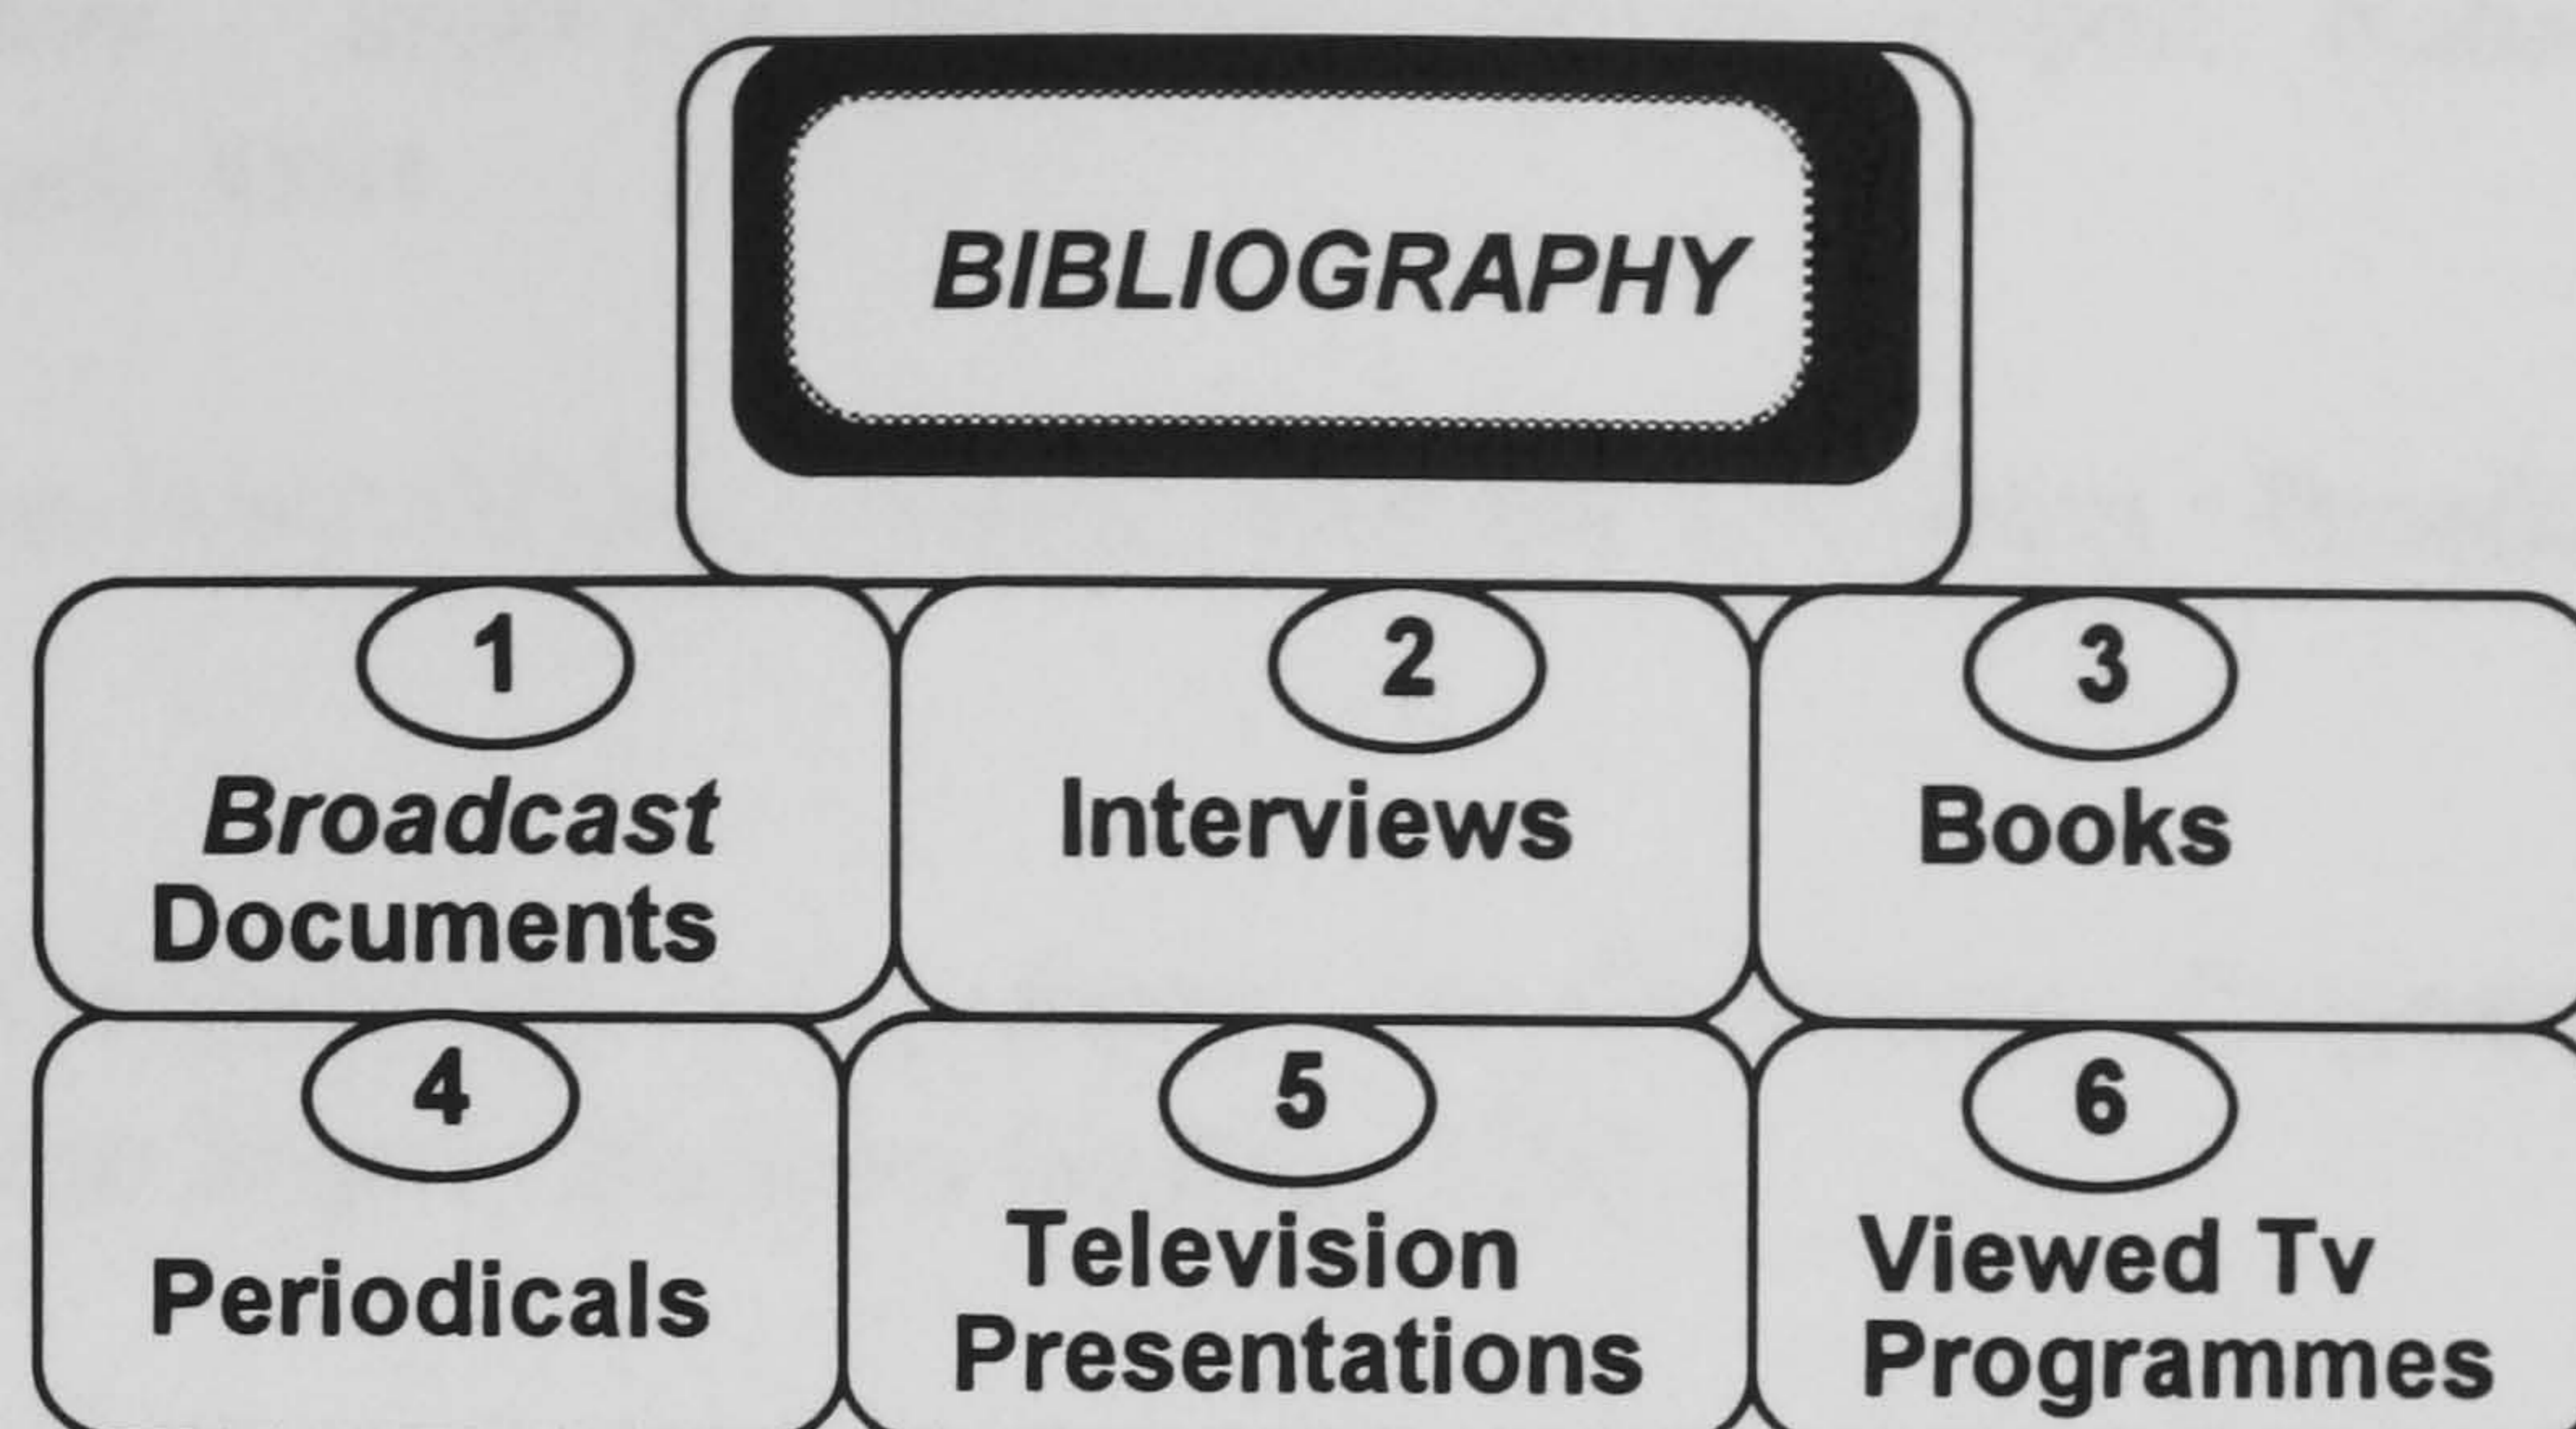 BIBLIOGRAPHY
1
Broadcast
Documents
2
Interviews
3
Books
4
Periodicals
5
Television
Presentations
6
Viewed Tv
Programmes